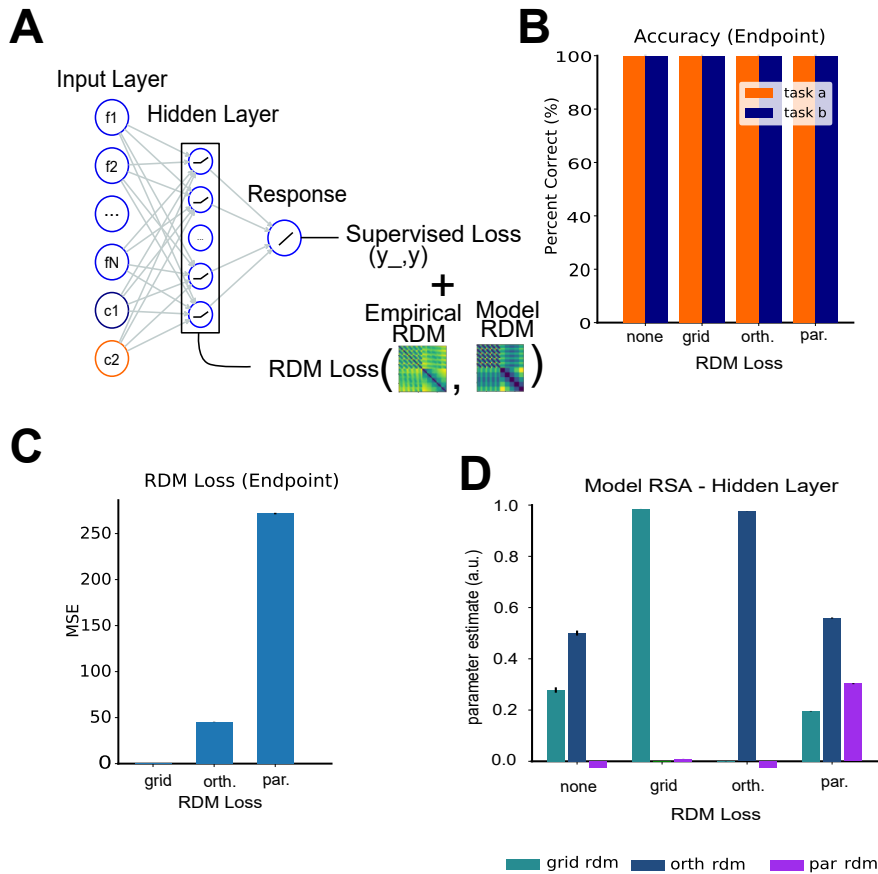 A
Input Layer
Hidden Layer
f1
f2
...
fN
c1
c2
...
Response
Supervised Loss
(y_,y)
+
Empirical
RDM
Model
RDM
RDM Loss( , )
B
Accuracy (Endpoint)
Percent Correct (%)
100
80
60
40
20
0
task a
task b
none grid orth. par.
RDM Loss
C
RDM Loss (Endpoint)
MSE
250
200
150
100
50
0
grid orth. par.
RDM Loss
D
Model RSA - Hidden Layer
parameter estimate (a.u.)
1.0
0.8
0.6
0.4
0.2
0.0
none grid orth. par.
RDM Loss
grid rdm orth rdm par rdm